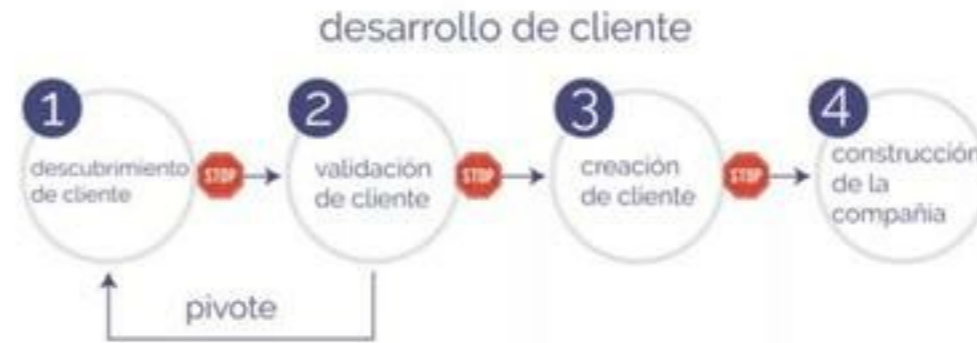 desarrollo de cliente
1
descubrimiento
de cliente
STOP
2
validación
de cliente
STOP
3
creación
de cliente
STOP
4
construcción
de la
compañia
pivote